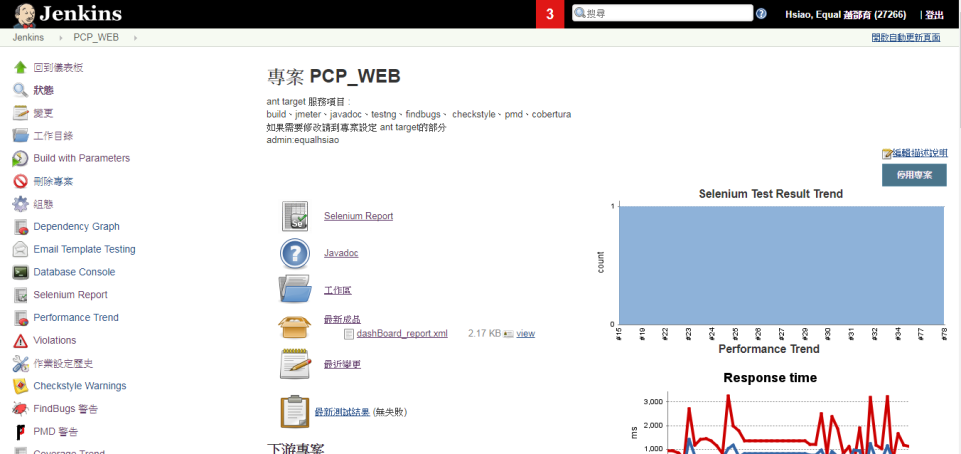 Jenkins
3
搜尋
Hsiao, Equal 蕭郡有 (27266) | 登出
Jenkins › PCP_WEB ›
開啟自動更新頁面
回到儀表板
狀態
變更
工作目錄
Build with Parameters
刪除專案
組態
Dependency Graph
Email Template Testing
Database Console
Selenium Report
Performance Trend
Violations
作業設定歷史
Checkstyle Warnings
FindBugs 警告
PMD 警告
Coverage Trend
專案 PCP_WEB
ant target 服務項目 :
build、jmeter、javadoc、testng、findbugs、 checkstyle、pmd、cobertura
如果需要修改請到專案設定 ant target的部分
admin:equalhsiao
編輯描述說明
停用專案
Selenium Report
Javadoc
工作區
最新成品
dashBoard_report.xml 2.17 KB view
最近變更
最新測試結果 (無失敗)
下游專案
Selenium Test Result Trend
1
count
0
#15 #19 #22 #23 #24 #25 #26 #27 #28 #29 #30 #31 #32 #34 #77 #78
Performance Trend
Response time
3,000
2,000
ms
1,000